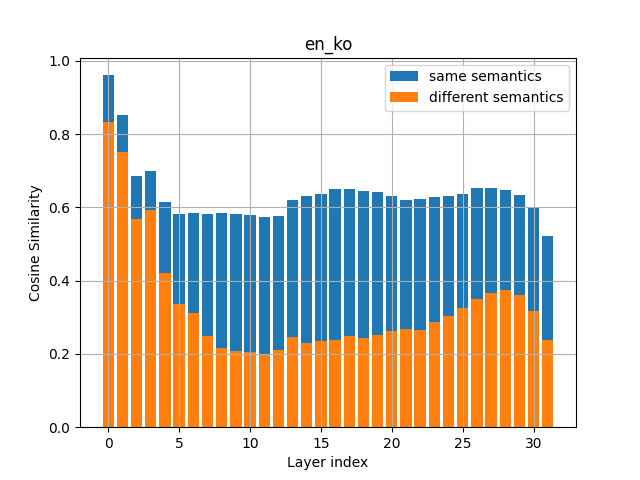 en_ko
same semantics
different semantics
Cosine Similarity
1.0
0.8
0.6
0.4
0.2
0.0
0 5 10 15 20 25 30
Layer index